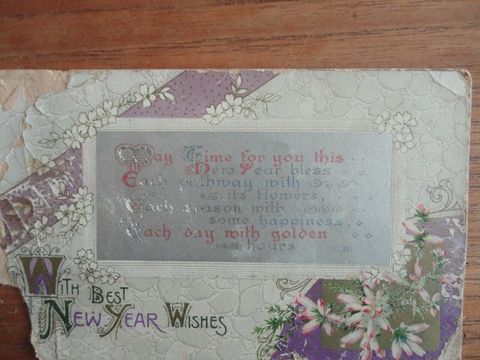 May Time for you this
New Year bless
Each pathway with
its flowers,
Each season with
some happiness,
Each day with golden
hours
C.H.
With Best
New Year Wishes